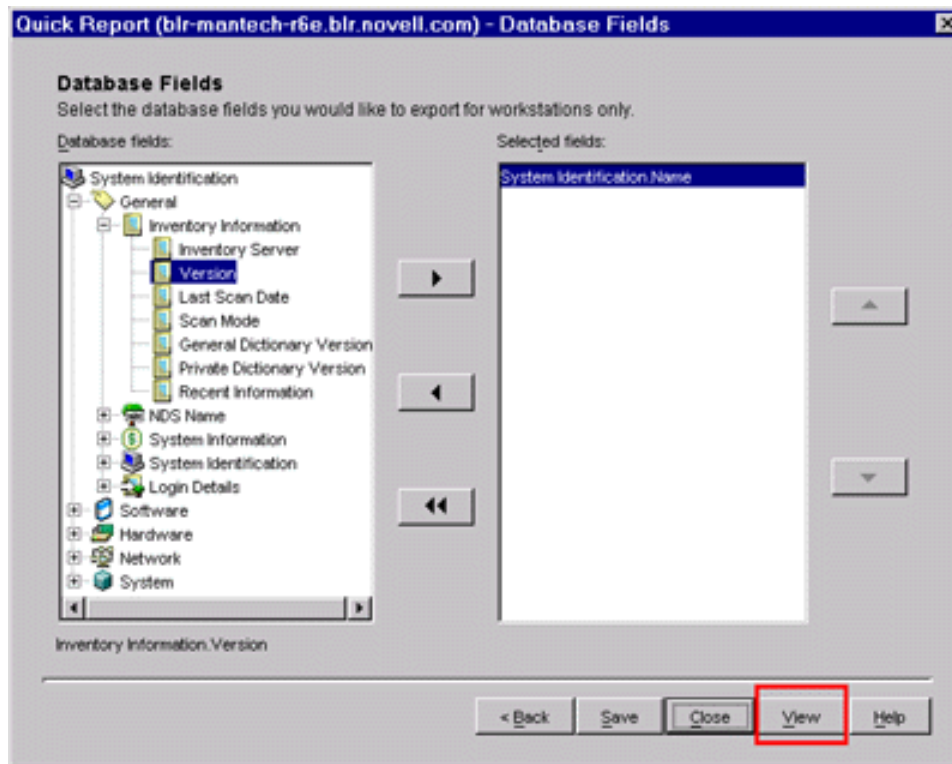 Quick Report (blr-mantech-r6e.blr.novell.com) - Database Fields
Database Fields
Select the database fields you would like to export for workstations only.
Database fields:
Selected fields:
System Identification
General
Inventory Information
Inventory Server
Version
Last Scan Date
Scan Mode
General Dictionary Version
Private Dictionary Version
Recent Information
NDS Name
System Information
System Identification
Login Details
Software
Hardware
Network
System
System Identification.Name
Inventory Information.Version
< Back
Save
Close
View
Help